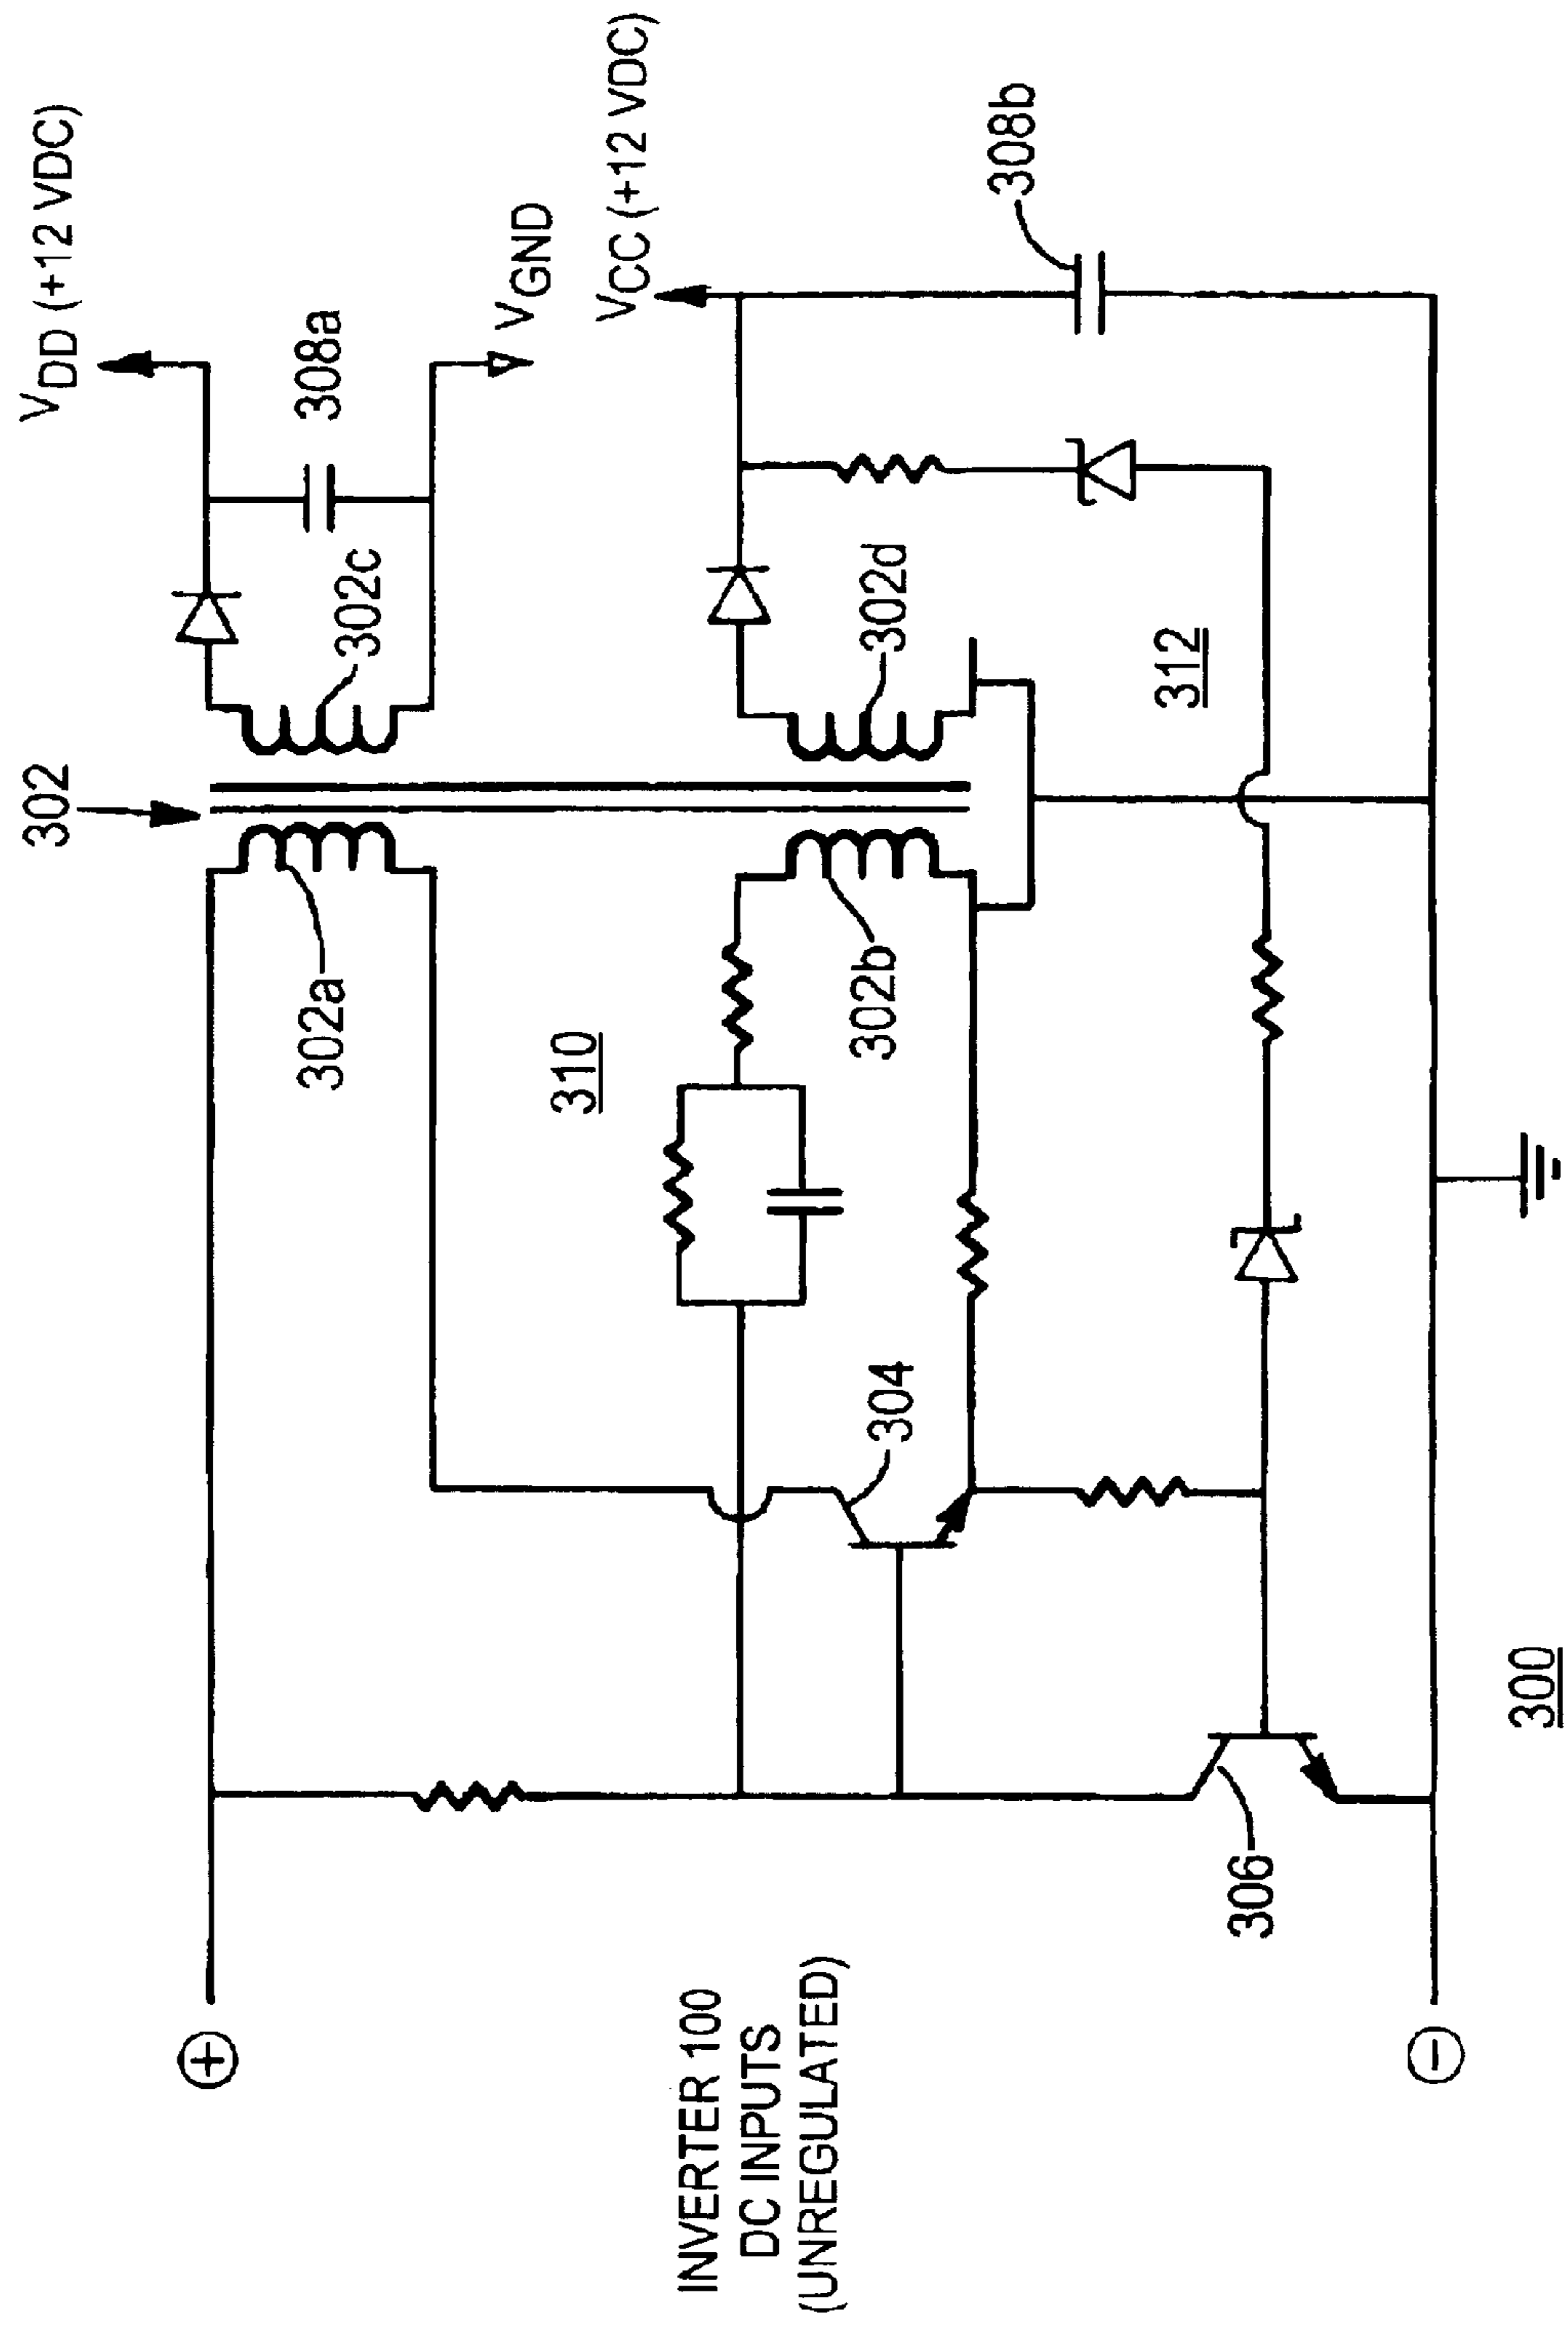 302
V_DD (+12 VDC)
308a
302c
V_GND
V_CC (+12 VDC)
308b
302a
310
302b
302d
312
304
INVERTER 100
DC INPUTS
(UNREGULATED)
306
300
+
−